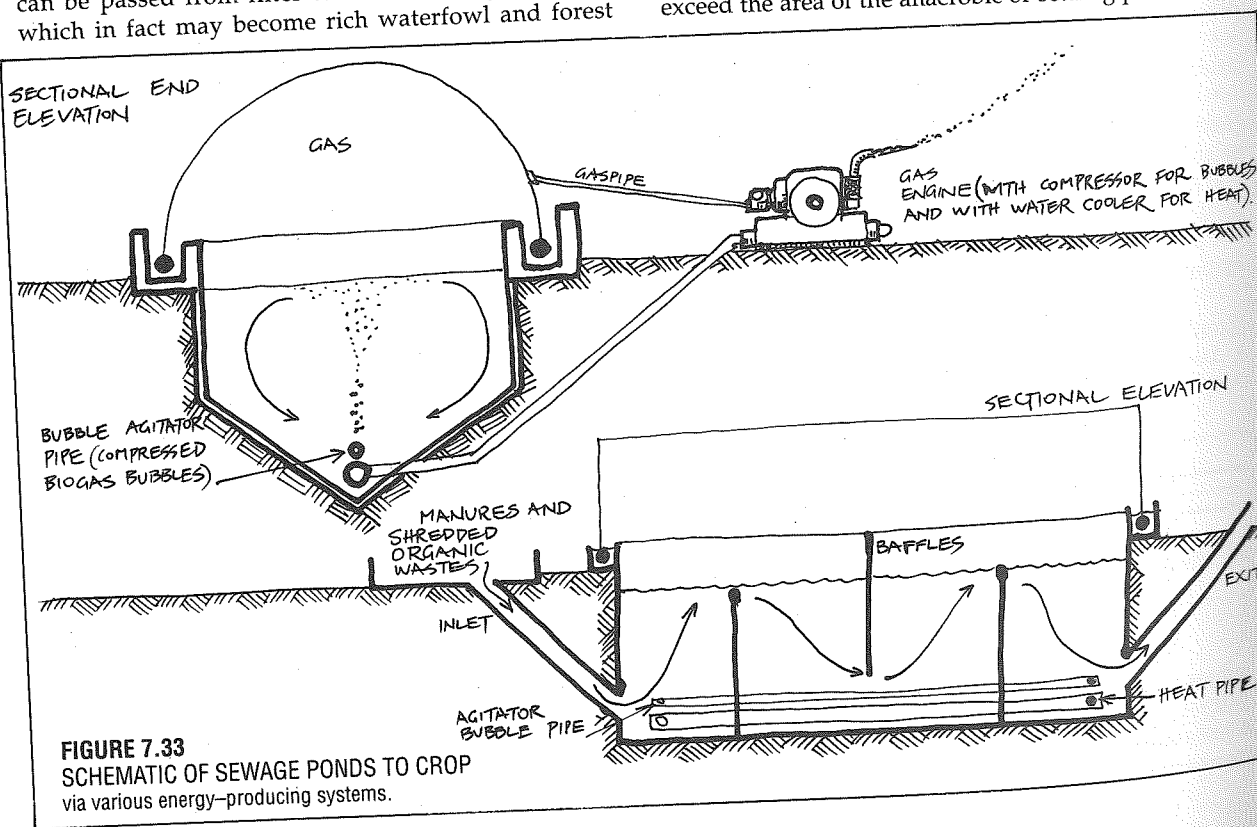 can be passed from
which in fact may become rich waterfowl and forest
exceed the area of the anaerobic or
SECTIONAL END
ELEVATION
GAS
GASPIPE
GAS
ENGINE (WITH COMPRESSOR FOR BUBBLES
AND WITH WATER COOLER FOR HEAT).
BUBBLE AGITATOR
PIPE (COMPRESSED
BIOGAS BUBBLES)
SECTIONAL ELEVATION
MANURES AND
SHREDDED
ORGANIC
WASTES
INLET
BAFFLES
EXIT
AGITATOR
BUBBLE PIPE
HEAT PIPE
FIGURE 7.33
SCHEMATIC OF SEWAGE PONDS TO CROP
via various energy–producing systems.